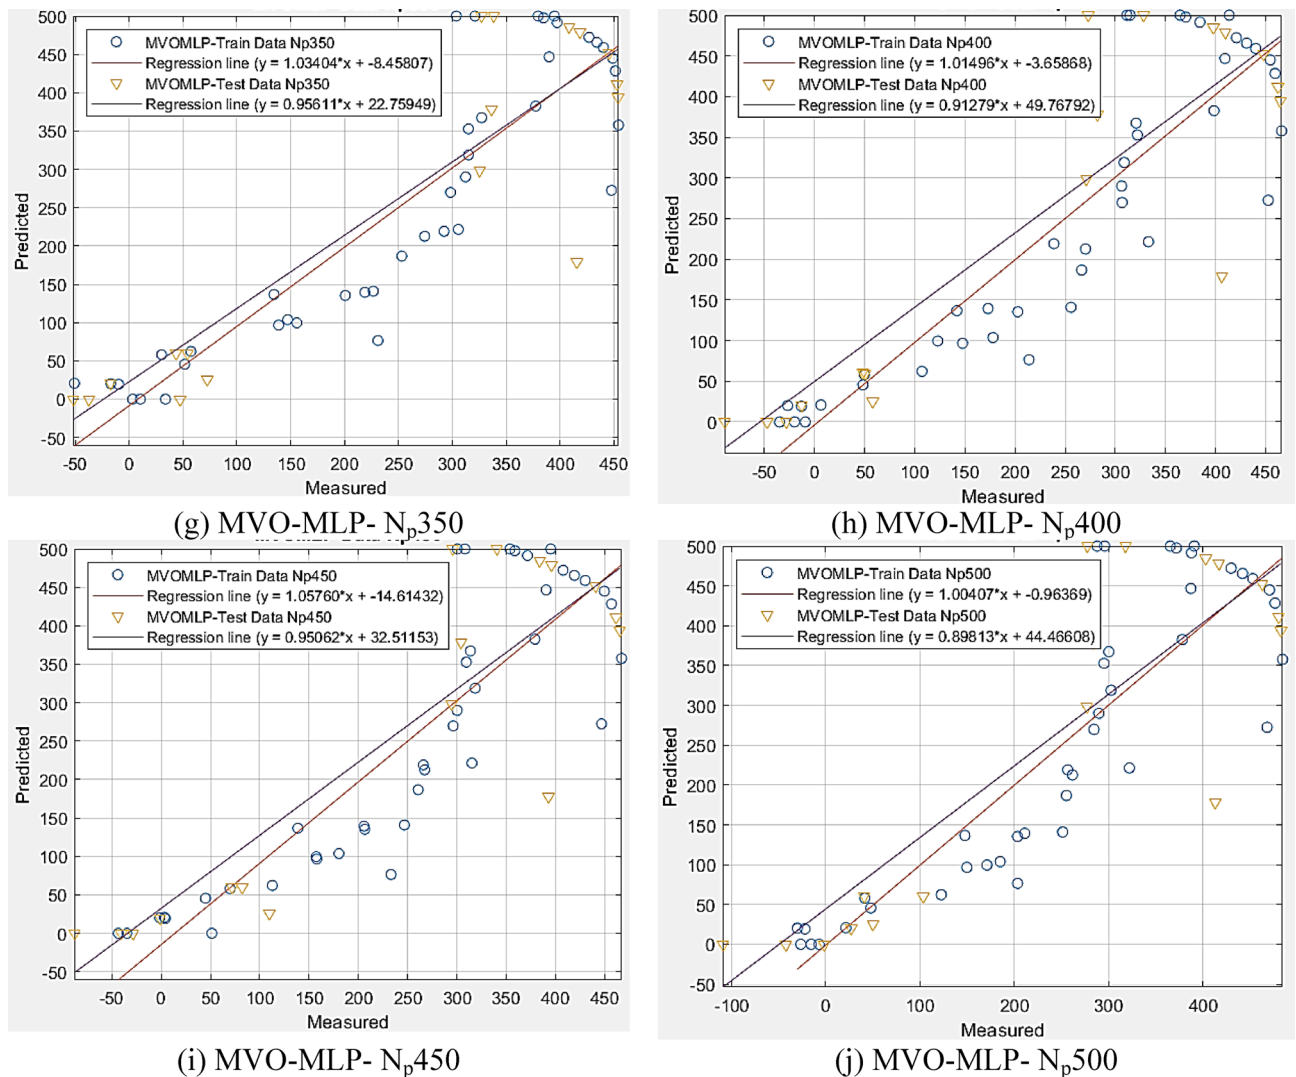 500
450
400
350
300
250
200
150
100
50
0
-50
Predicted
MVOMLP-Train Data Np350
Regression line (y = 1.03404*x + -8.45807)
MVOMLP-Test Data Np350
Regression line (y = 0.95611*x + 22.75949)
-50 0 50 100 150 200 250 300 350 400 450
Measured
(g) MVO-MLP- Np350
500
450
400
350
300
250
200
150
100
50
0
Predicted
MVOMLP-Train Data Np400
Regression line (y = 1.01496*x + -3.65868)
MVOMLP-Test Data Np400
Regression line (y = 0.91279*x + 49.76792)
-50 0 50 100 150 200 250 300 350 400 450
Measured
(h) MVO-MLP- Np400
500
450
400
350
300
250
200
150
100
50
0
-50
Predicted
MVOMLP-Train Data Np450
Regression line (y = 1.05760*x + -14.61432)
MVOMLP-Test Data Np450
Regression line (y = 0.95062*x + 32.51153)
-50 0 50 100 150 200 250 300 350 400 450
Measured
(i) MVO-MLP- Np450
500
450
400
350
300
250
200
150
100
50
0
-50
Predicted
MVOMLP-Train Data Np500
Regression line (y = 1.00407*x + -0.96369)
MVOMLP-Test Data Np500
Regression line (y = 0.89813*x + 44.46608)
-100 0 100 200 300 400
Measured
(j) MVO-MLP- Np500